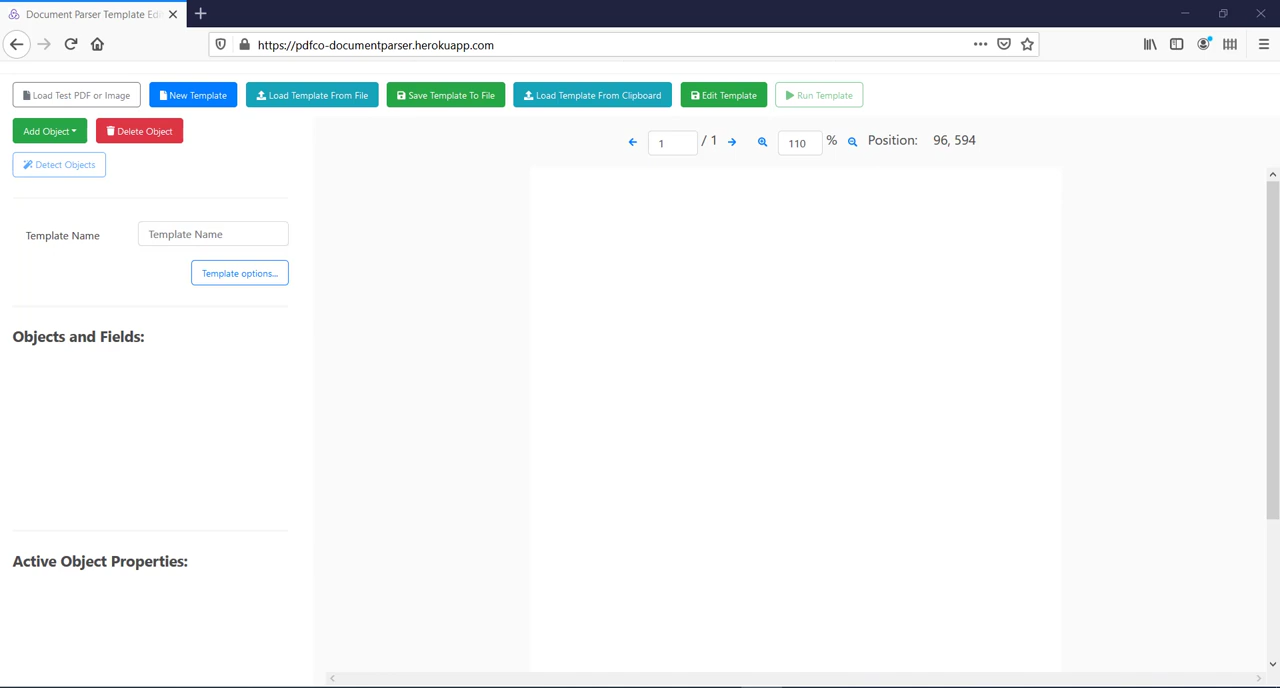 Document Parser Template Edi
https://pdfco-documentparser.herokuapp.com
Load Test PDF or Image
New Template
Load Template From File
Save Template To File
Load Template From Clipboard
Edit Template
Run Template
Add Object
Delete Object
1 / 1
110 %
Position: 96, 594
Detect Objects
Template Name
Template Name
Template options...
Objects and Fields:
Active Object Properties: